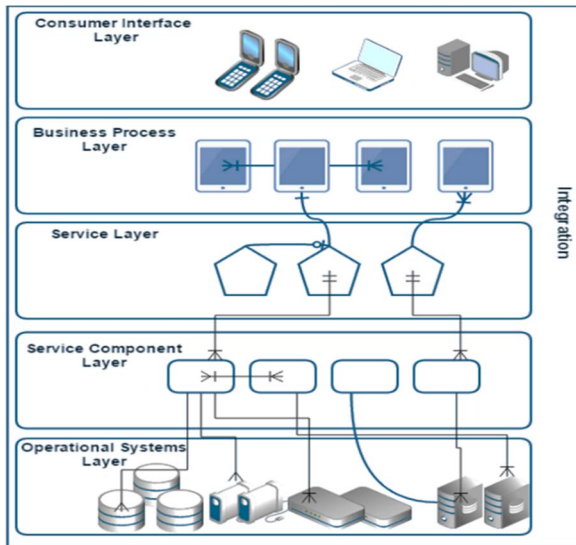 Consumer Interface
Layer
Business Process
Layer
Service Layer
Service Component
Layer
Operational Systems
Layer
Integration